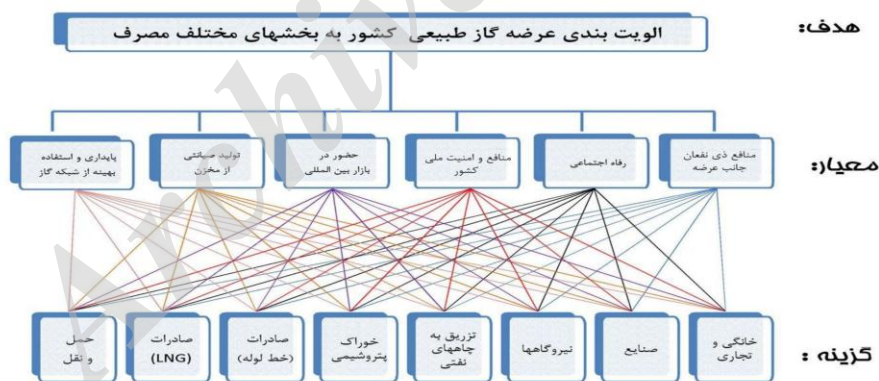 هدف:
الویت بندی عرضه گاز طبیعی کشور به بخشهای مختلف مصرف
معیار:
منافع ذی نفعان
جانب عرضه
رفاه اجتماعی
منافع و امنیت ملی
کشور
حضور در
بازار بین المللی
تولید صیانتی
از مخزن
پایداری و استفاده
بهینه از شبکه گاز
گزینه :
خانگی و
تجاری
صنایع
نیروگاهها
تزریق به
چاههای
نفتی
خوراک
پتروشیمی
صادرات
(خط لوله)
صادرات
(LNG)
حمل
و نقل
Archive